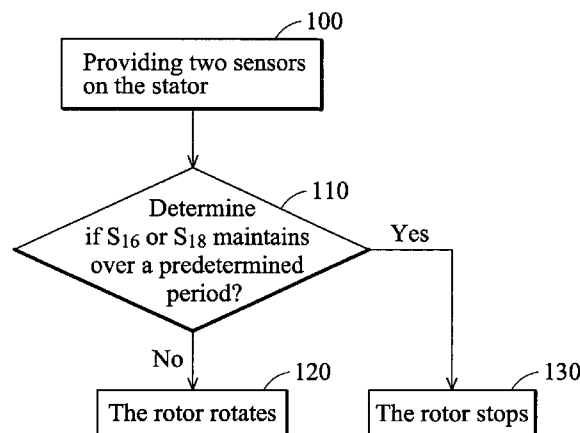 100
Providing two sensors
on the stator
110
Determine
if S16 or S18 maintains
over a predetermined
period?
Yes
No
120
130
The rotor rotates
The rotor stops